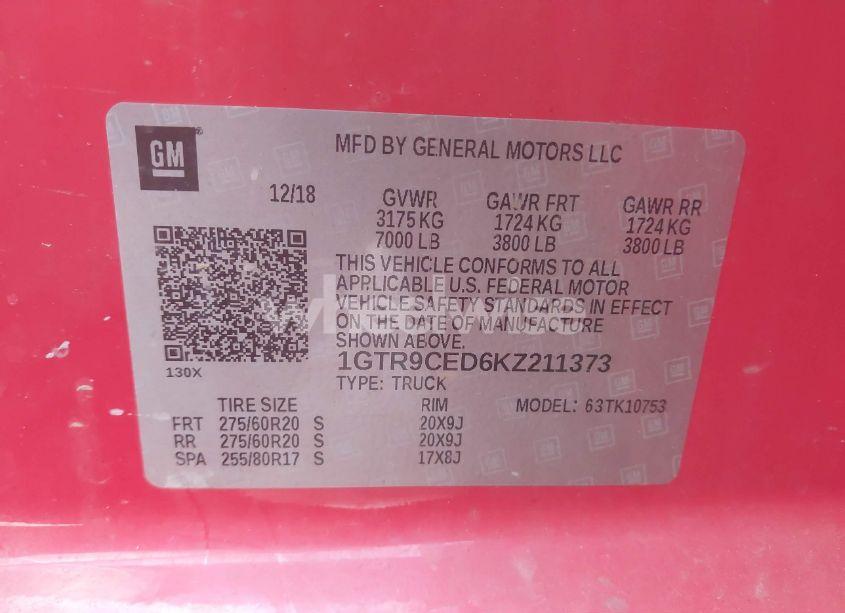 GM
MFD BY GENERAL MOTORS LLC
12/18
GVWR GAWR FRT GAWR RR
3175 KG 1724 KG 1724 KG
7000 LB 3800 LB 3800 LB
THIS VEHICLE CONFORMS TO ALL
APPLICABLE U.S. FEDERAL MOTOR
VEHICLE SAFETY STANDARDS IN EFFECT
ON THE DATE OF MANUFACTURE
SHOWN ABOVE.
130X
1GTR9CED6KZ211373
TYPE: TRUCK
TIRE SIZE RIM MODEL: 63TK10753
FRT 275/60R20 S 20X9J
RR 275/60R20 S 20X9J
SPA 255/80R17 S 17X8J